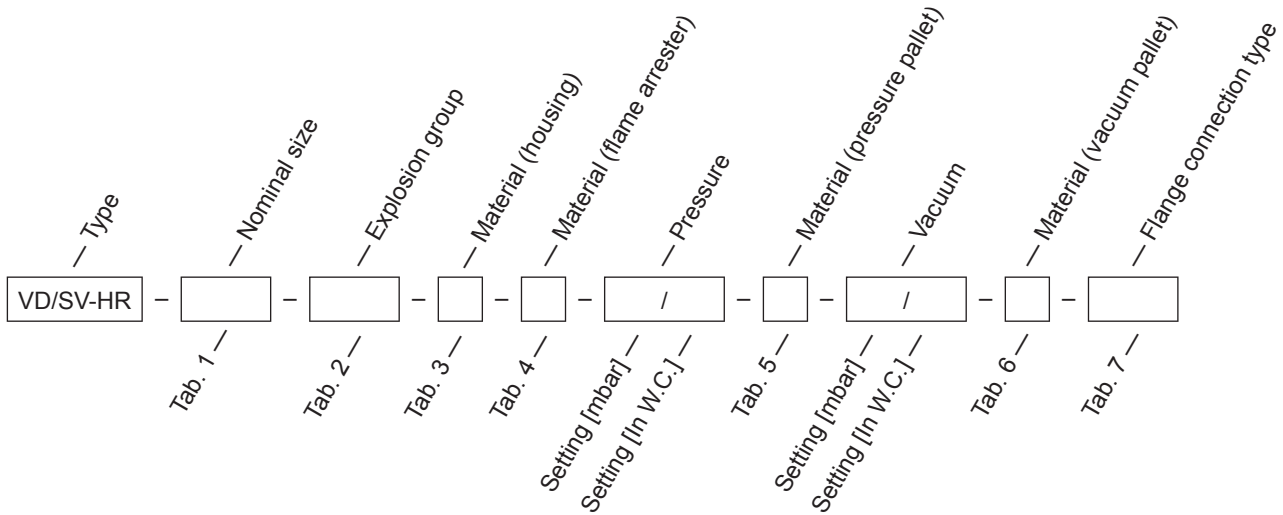 — Type
— Nominal size
— Explosion group
— Material (housing)
— Material (flame arrester)
— Pressure
— Material (pressure pallet)
— Vacuum
— Material (vacuum pallet)
— Flange connection type
VD/SV-HR – – – – – / – – / – –
Tab. 1 —
Tab. 2 —
Tab. 3 —
Tab. 4 —
Setting [mbar] —
Setting [In W.C.] —
Tab. 5 —
Setting [mbar] —
Setting [In W.C.] —
Tab. 6 —
Tab. 7 —